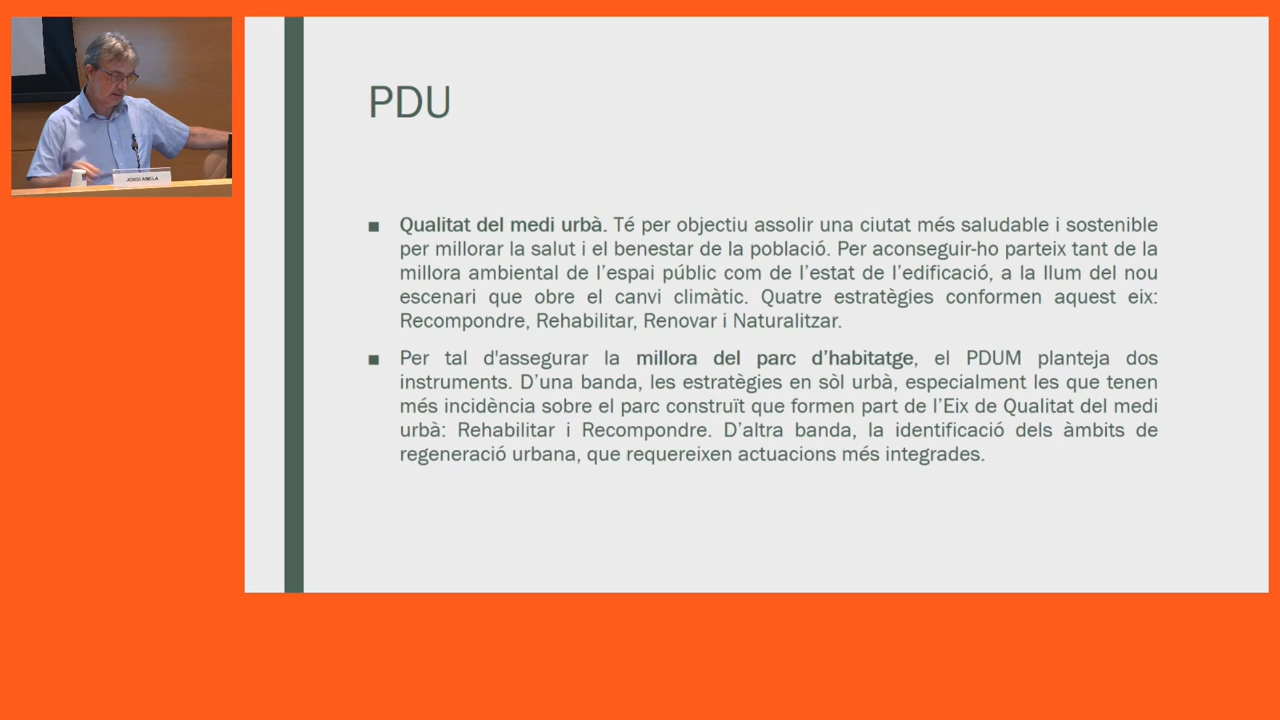 JORDI
PDU
■ Qualitat del medi urbà. Té per objectiu assolir una ciutat més saludable i sostenible
per millorar la salut i el benestar de la població. Per aconseguir-ho parteix tant de la
millora ambiental de l’espai públic com de l’estat de l’edificació, a la llum del nou
escenari que obre el canvi climàtic. Quatre estratègies conformen aquest eix:
Recompondre, Rehabilitar, Renovar i Naturalitzar.
■ Per tal d'assegurar la millora del parc d’habitatge, el PDUM planteja dos
instruments. D’una banda, les estratègies en sòl urbà, especialment les que tenen
més incidència sobre el parc construït que formen part de l’Eix de Qualitat del medi
urbà: Rehabilitar i Recompondre. D’altra banda, la identificació dels àmbits de
regeneració urbana, que requereixen actuacions més integrades.